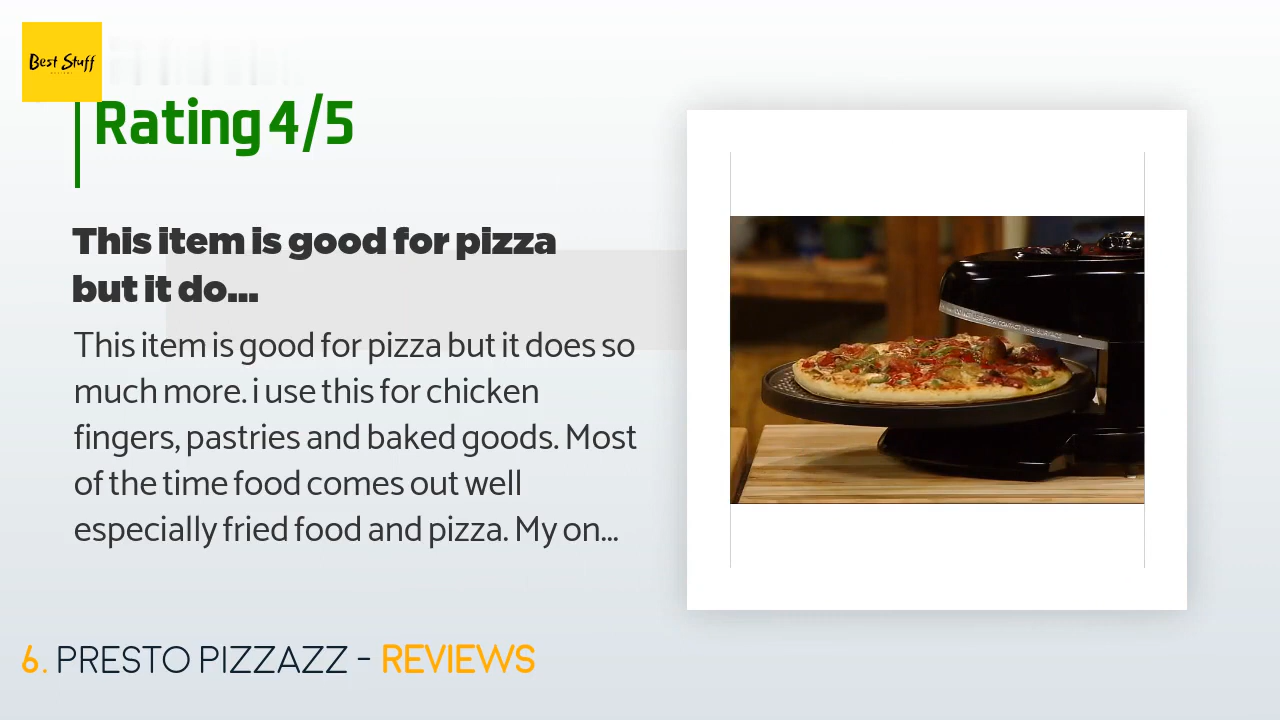 Best Stuff
Rating 4/5
This item is good for pizza
but it do...
This item is good for pizza but it does so
much more. i use this for chicken
fingers, pastries and baked goods. Most
of the time food comes out well
especially fried food and pizza. My on...
6. PRESTO PIZZAZZ - REVIEWS